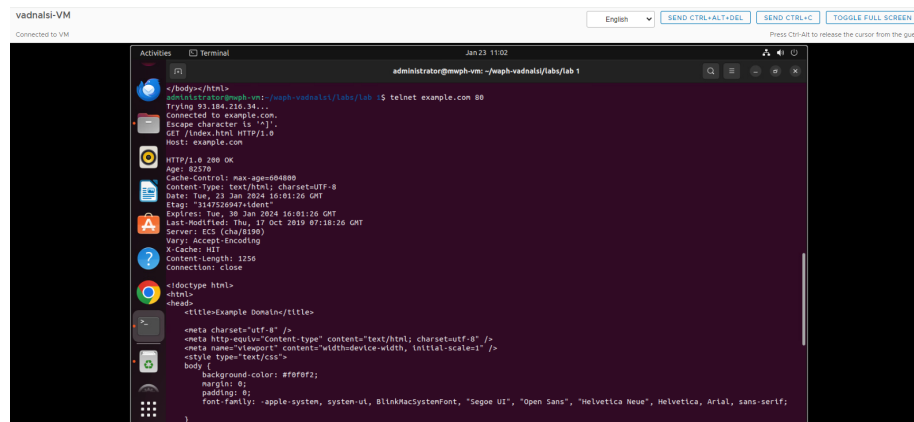 vadnalsi-VM
English
SEND CTRL+ALT+DEL
SEND CTRL+C
TOGGLE FULL SCREEN
Connected to VM
Press Ctrl-Alt to release the cursor from the gue
Activities
Terminal
Jan 23 11:02
administrator@mwph-vm: ~/waph-vadnalsi/labs/lab 1
</body></html>
administrator@mwph-vm:~/waph-vadnalsi/labs/lab 1$ telnet example.com 80
Trying 93.184.216.34...
Connected to example.com.
Escape character is '^]'.
GET /index.html HTTP/1.0
Host: example.com
HTTP/1.0 200 OK
Age: 82570
Cache-Control: max-age=604800
Content-Type: text/html; charset=UTF-8
Date: Tue, 23 Jan 2024 16:01:26 GMT
Etag: "3147526947+ident"
Expires: Tue, 30 Jan 2024 16:01:26 GMT
Last-Modified: Thu, 17 Oct 2019 07:18:26 GMT
Server: ECS (cha/8190)
Vary: Accept-Encoding
X-Cache: HIT
Content-Length: 1256
Connection: close
<!doctype html>
<html>
<head>
<title>Example Domain</title>
<meta charset="utf-8" />
<meta http-equiv="Content-type" content="text/html; charset=utf-8" />
<meta name="viewport" content="width=device-width, initial-scale=1" />
<style type="text/css">
body {
background-color: #f0f0f2;
margin: 0;
padding: 0;
font-family: -apple-system, system-ui, BlinkMacSystemFont, "Segoe UI", "Open Sans", "Helvetica Neue", Helvetica, Arial, sans-serif;
}